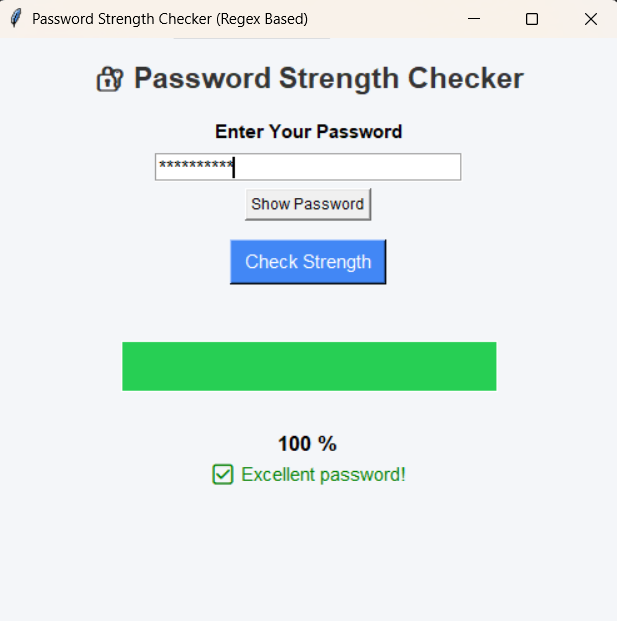 Password Strength Checker (Regex Based)
🔐 Password Strength Checker
Enter Your Password
**********
Show Password
Check Strength
100 %
☑ Excellent password!